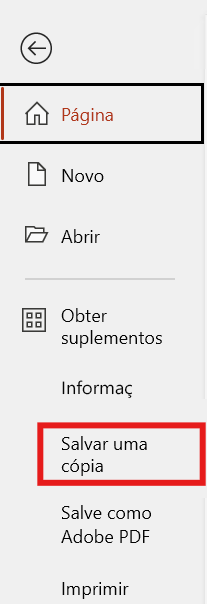 Página
Novo
Abrir
Obter
suplementos
Informaç
Salvar uma
cópia
Salve como
Adobe PDF
Imprimir